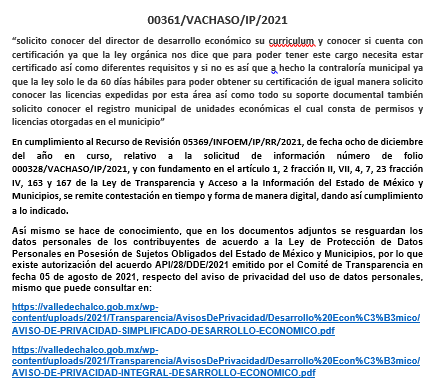 00361/VACHASO/IP/2021
“solicito conocer del director de desarrollo económico su curriculum y conocer si cuenta con
certificación ya que la ley orgánica nos dice que para poder tener este cargo necesita estar
certificado así como diferentes requisitos y si no es así que a hecho la contraloría municipal ya
que la ley solo le da 60 días hábiles para poder obtener su certificación de igual manera solicito
conocer las licencias expedidas por esta área así como todo su soporte documental también
solicito conocer el registro municipal de unidades económicas el cual consta de permisos y
licencias otorgadas en el municipio”
En cumplimiento al Recurso de Revisión 05369/INFOEM/IP/RR/2021, de fecha ocho de diciembre
del año en curso, relativo a la solicitud de información número de folio
000328/VACHASO/IP/2021, y con fundamento en el artículo 1, 2 fracción II, VII, 4, 7, 23 fracción
IV, 163 y 167 de la Ley de Transparencia y Acceso a la Información del Estado de México y
Municipios, se remite contestación en tiempo y forma de manera digital, dando así cumplimiento
a lo indicado.
Así mismo se hace de conocimiento, que en los documentos adjuntos se resguardan los
datos personales de los contribuyentes de acuerdo a la Ley de Protección de Datos
Personales en Posesión de Sujetos Obligados del Estado de México y Municipios, por lo que
existe autorización del acuerdo API/28/DDE/2021 emitido por el Comité de Transparencia en
fecha 05 de agosto de 2021, respecto del aviso de privacidad del uso de datos personales,
mismo que puede consultar en:
https://valledechalco.gob.mx/wp-
content/uploads/2021/Transparencia/AvisosDePrivacidad/Desarrollo%20Econ%C3%B3mico/
AVISO-DE-PRIVACIDAD-SIMPLIFICADO-DESARROLLO-ECONOMICO.pdf
https://valledechalco.gob.mx/wp-
content/uploads/2021/Transparencia/AvisosDePrivacidad/Desarrollo%20Econ%C3%B3mico/
AVISO-DE-PRIVACIDAD-INTEGRAL-DESARROLLO-ECONOMICO.pdf